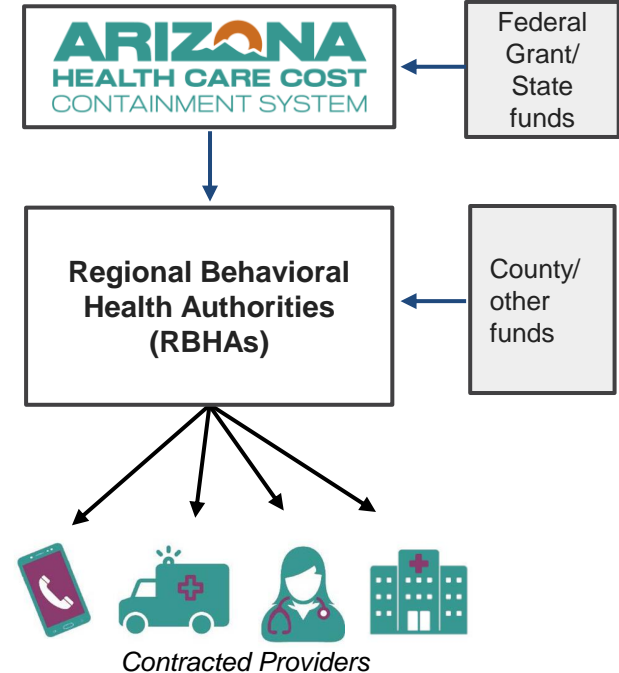 ARIZONA
HEALTH CARE COST
CONTAINMENT SYSTEM
Federal
Grant/
State
funds
Regional Behavioral
Health Authorities
(RBHAs)
County/
other
funds
Contracted Providers